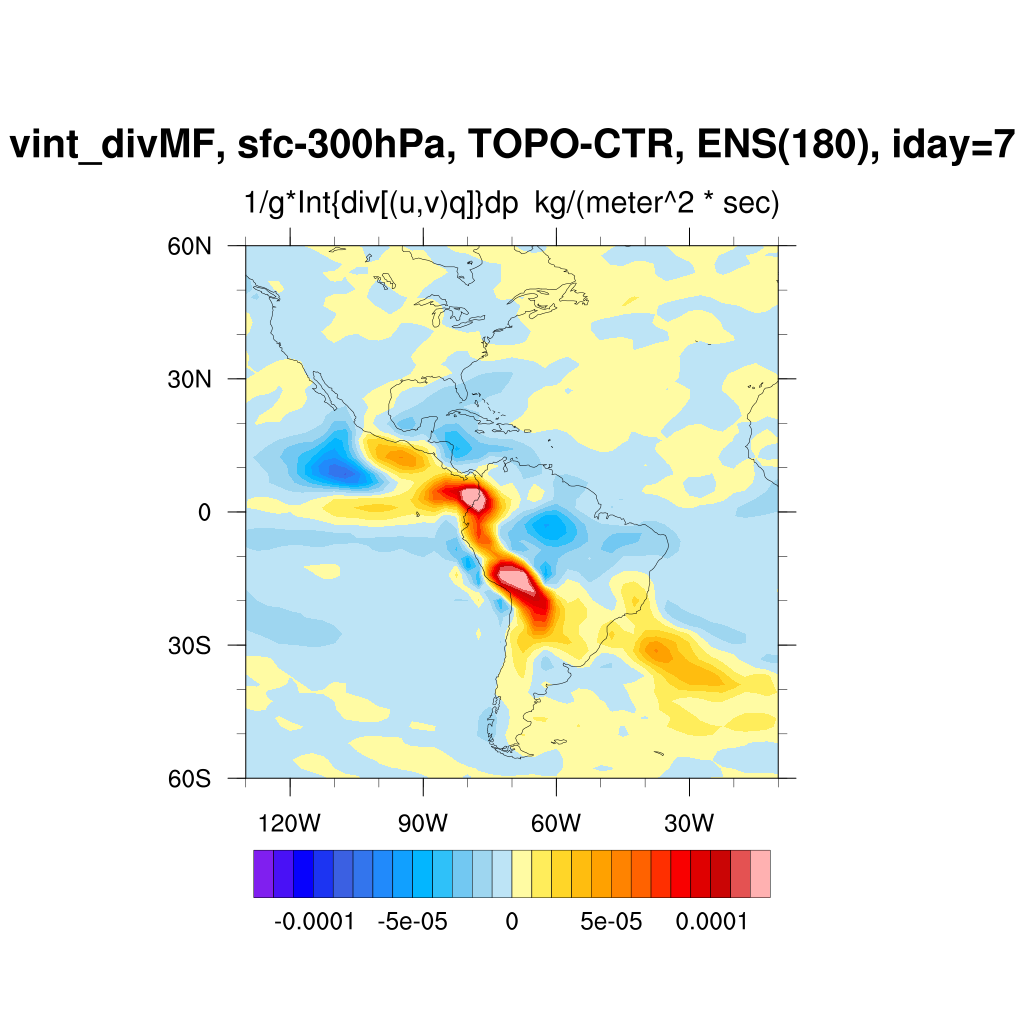 vint_divMF, sfc-300hPa, TOPO-CTR, ENS(180), iday=7
1/g*Int{div[(u,v)q]}dp  kg/(meter^2 * sec)
60N
30N
0
30S
60S
120W 90W 60W 30W
-0.0001 -5e-05 0 5e-05 0.0001